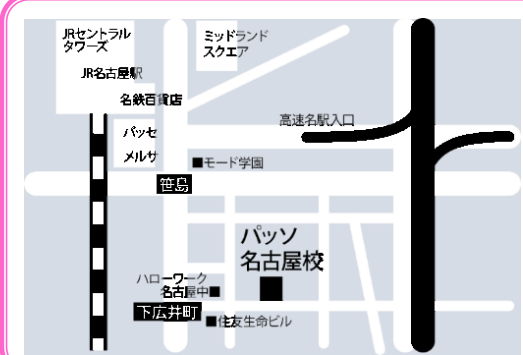 JRセントラル
タワーズ
ミッドランド
スクエア
JR名古屋駅
名鉄百貨店
高速名駅入口
パッセ
メルサ
■モード学園
笹島
パッソ
名古屋校
ハローワーク
名古屋中■
下広井町
■住友生命ビル